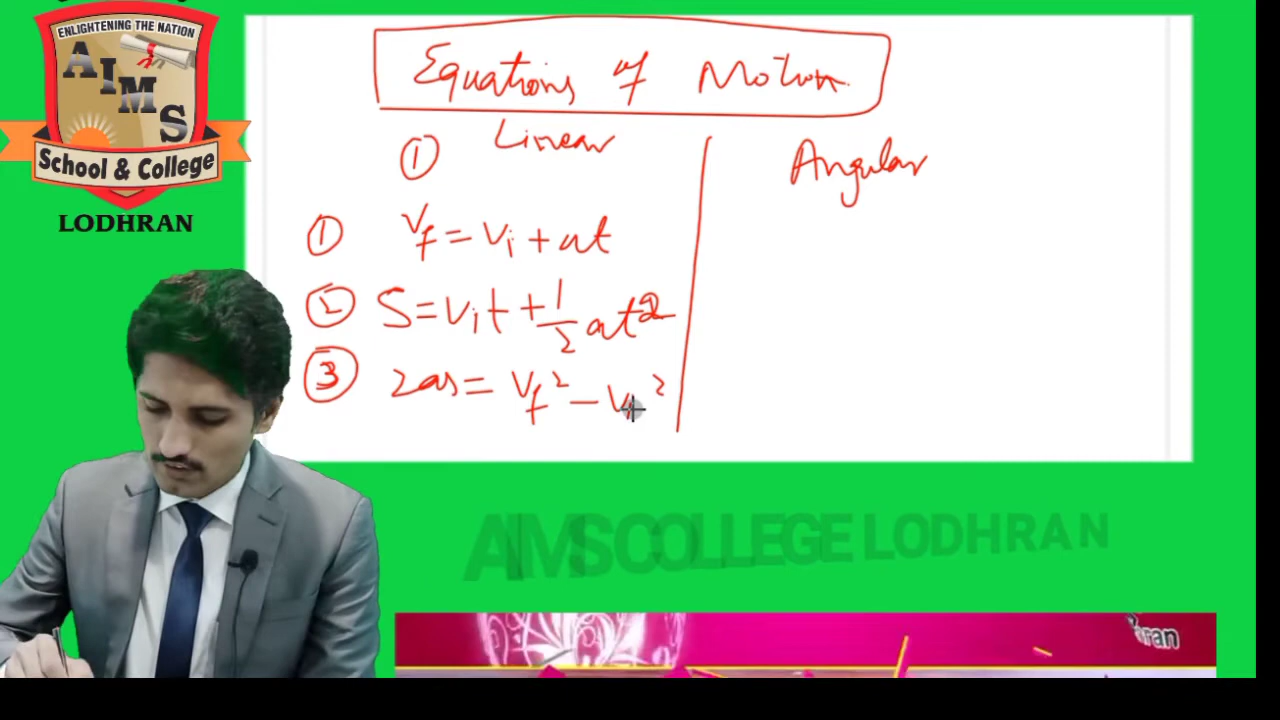 ENLIGHTENING THE NATION
AIMS
School & College
LODHRAN
Equations of Motion
① Linear
Angular
① Vf = Vi + at
② S = Vit + 1/2 at²
③ 2as = Vf² - Vi²
AIMS COLLEGE LODHRAN